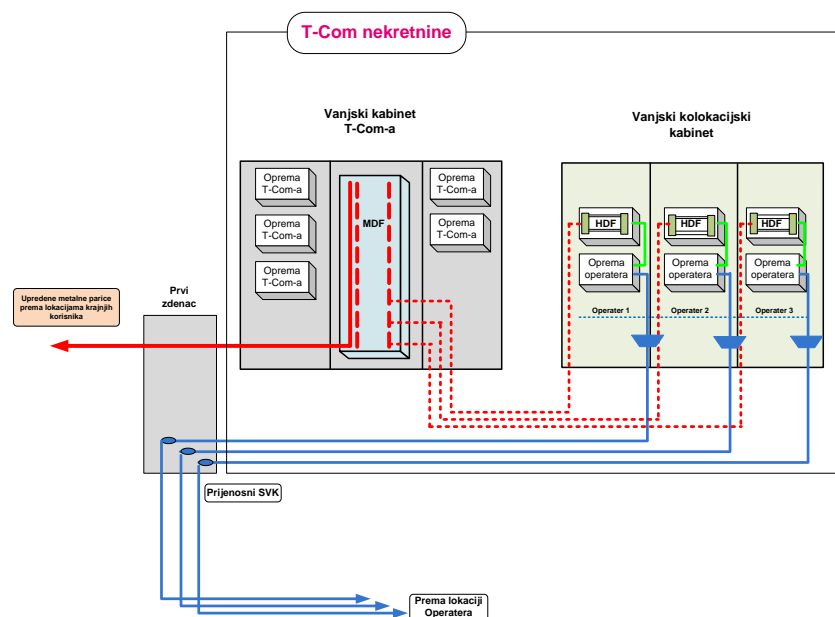 T-Com nekretnine
Vanjski kabinet
T-Com-a
Vanjski kolokacijski
kabinet
Oprema
T-Com-a
Oprema
T-Com-a
Oprema
T-Com-a
MDF
Oprema
T-Com-a
Oprema
T-Com-a
HDF
HDF
HDF
Oprema
operatera
Oprema
operatera
Oprema
operatera
Operater 1
Operater 2
Operater 3
Upredene metalne parice
prema lokacijama krajnjih
korisnika
Prvi
zdenac
Prijenosni SVK
Prema lokaciji
Operatera